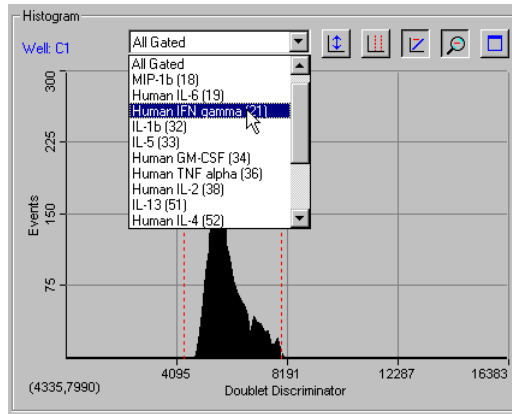 Histogram
Well: C1
All Gated
All Gated
MIP-1b (18)
Human IL-6 (19)
Human IFN gamma (21)
IL-1b (32)
IL-5 (33)
Human GM-CSF (34)
Human TNF alpha (36)
Human IL-2 (38)
IL-13 (51)
Human IL-4 (52)
300
225
150
75
Events
4095
8191
12287
16383
(4335,7990)
Doublet Discriminator